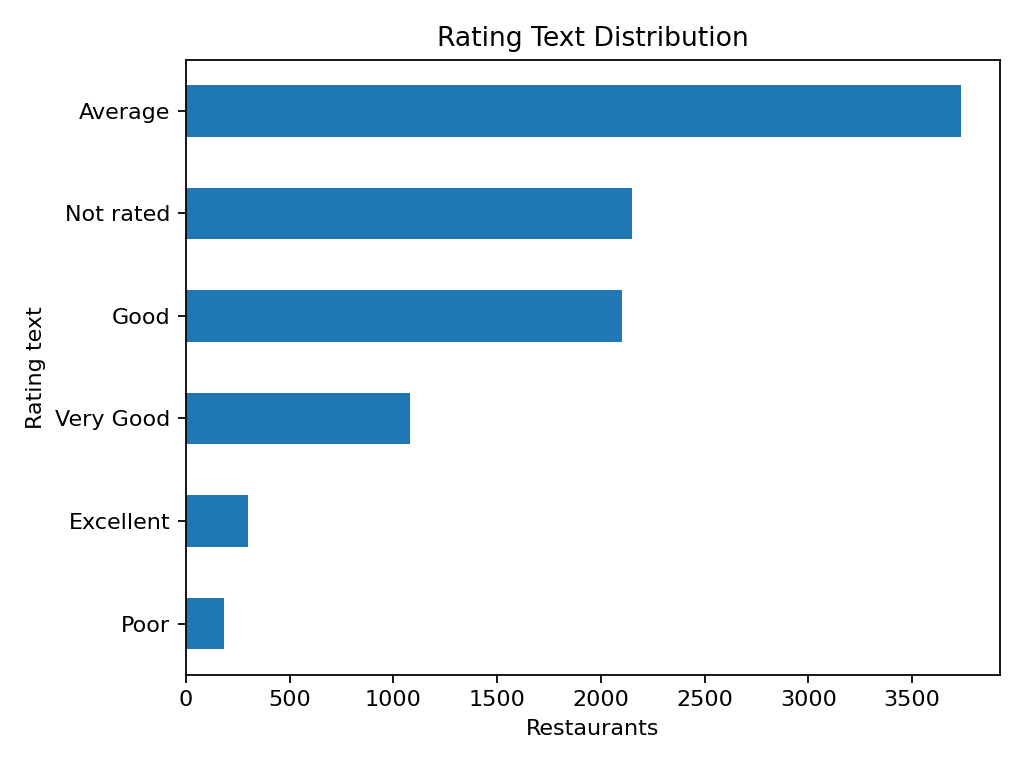 Rating Text Distribution
Average
Not rated
Good
Very Good
Excellent
Poor
Rating text
0 500 1000 1500 2000 2500 3000 3500
Restaurants